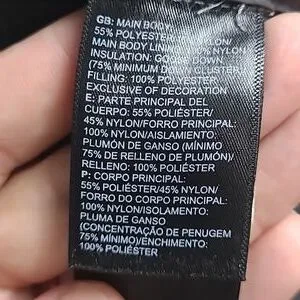 GB: MAIN BODY
55% POLYESTER/45% NYLON/
MAIN BODY LINING: 100% NYLON/
INSULATION: GOOSE DOWN
(75% MINIMUM DOWN CLUSTER)/
FILLING: 100% POLYESTER
EXCLUSIVE OF DECORATION
E: PARTE PRINCIPAL DEL
CUERPO: 55% POLIÉSTER/
45% NYLON/FORRO PRINCIPAL:
100% NYLON/AISLAMIENTO:
PLUMÓN DE GANSO (MÍNIMO
75% DE RELLENO DE PLUMÓN)/
RELLENO: 100% POLIÉSTER
P: CORPO PRINCIPAL:
55% POLIÉSTER/45% NYLON/
FORRO DO CORPO PRINCIPAL:
100% NYLON/ISOLAMENTO:
PLUMA DE GANSO
(CONCENTRAÇÃO DE PENUGEM
75% MÍNIMO)/ENCHIMENTO:
100% POLIÉSTER